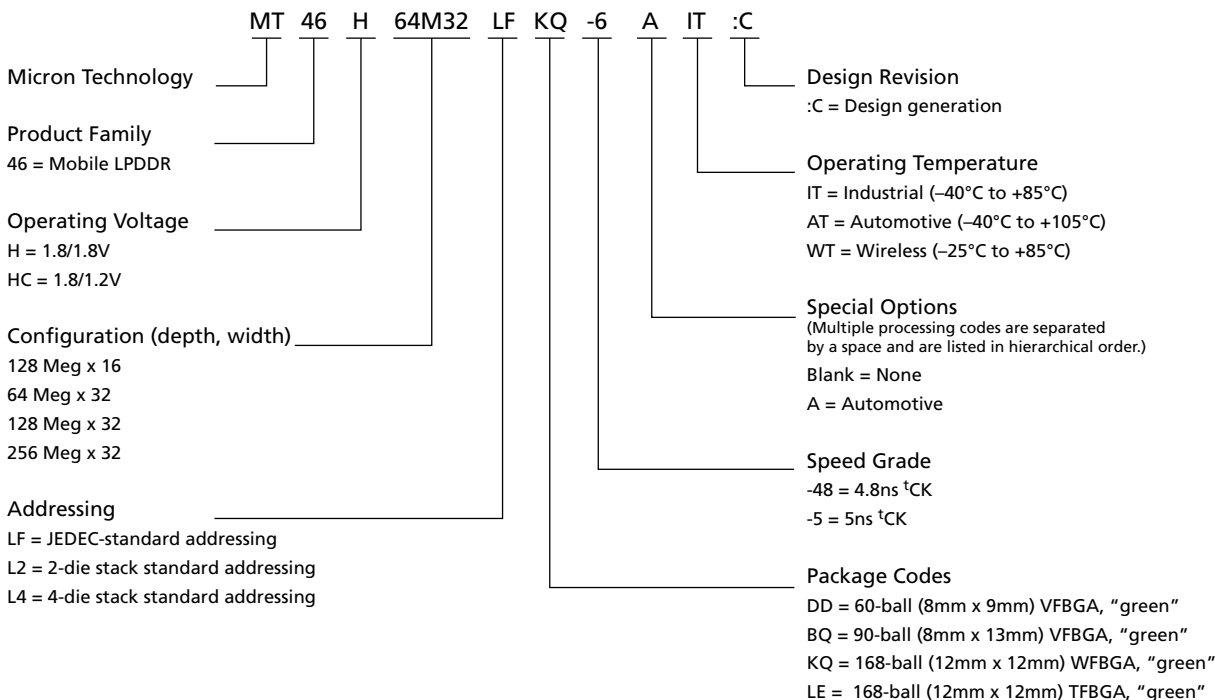 MT 46 H 64M32 LF KQ -6 A IT :C
Micron Technology
Product Family
46 = Mobile LPDDR
Operating Voltage
H = 1.8/1.8V
HC = 1.8/1.2V
Configuration (depth, width)
128 Meg x 16
64 Meg x 32
128 Meg x 32
256 Meg x 32
Addressing
LF = JEDEC-standard addressing
L2 = 2-die stack standard addressing
L4 = 4-die stack standard addressing
Design Revision
:C = Design generation
Operating Temperature
IT = Industrial (–40°C to +85°C)
AT = Automotive (–40°C to +105°C)
WT = Wireless (–25°C to +85°C)
Special Options
(Multiple processing codes are separated
by a space and are listed in hierarchical order.)
Blank = None
A = Automotive
Speed Grade
-48 = 4.8ns ᵗCK
-5 = 5ns ᵗCK
Package Codes
DD = 60-ball (8mm x 9mm) VFBGA, “green”
BQ = 90-ball (8mm x 13mm) VFBGA, “green”
KQ = 168-ball (12mm x 12mm) WFBGA, “green”
LE = 168-ball (12mm x 12mm) TFBGA, “green”